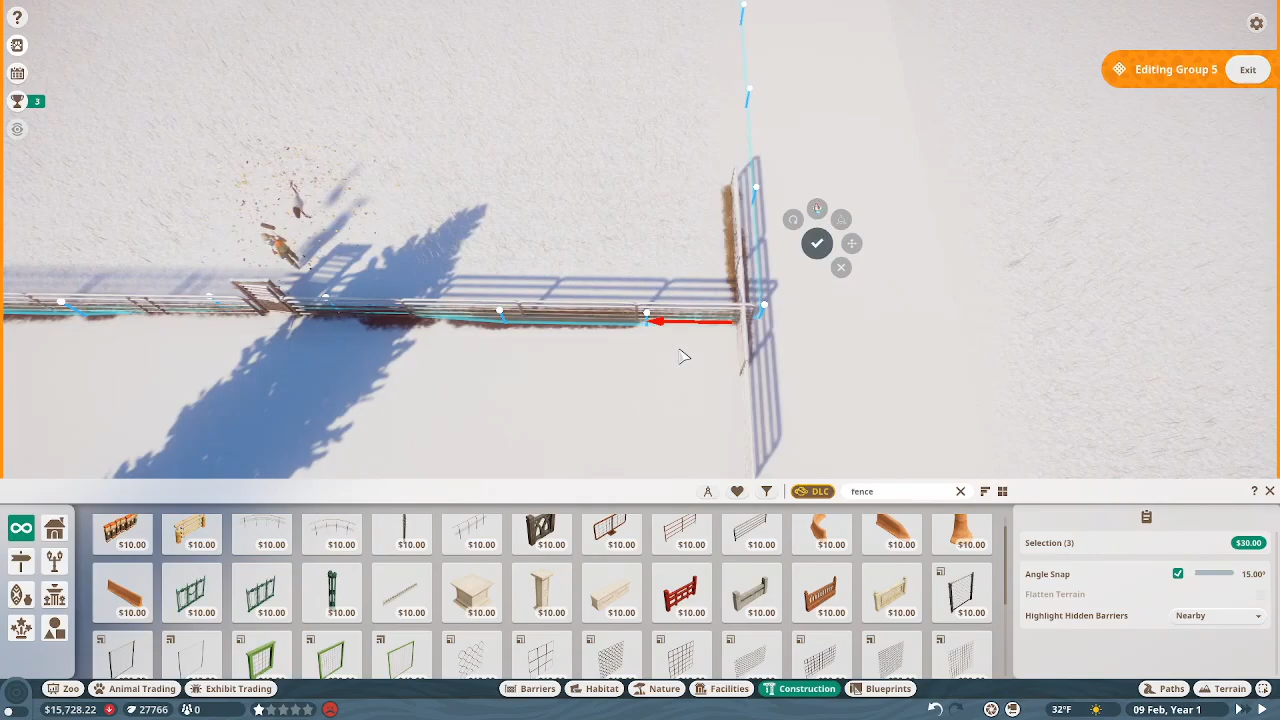 ?
Editing Group 5
Exit
3
DLC
fence
?
$10.00 $10.00 $10.00 $10.00 $10.00 $10.00 $10.00 $10.00 $10.00 $10.00 $10.00 $10.00 $10.00
$10.00 $10.00 $10.00 $10.00 $10.00 $10.00 $10.00 $10.00 $10.00 $10.00 $10.00 $10.00 $10.00
Selection (3) $30.00
Angle Snap 15.00°
Flatten Terrain
Highlight Hidden Barriers Nearby
Zoo Animal Trading Exhibit Trading Barriers Habitat Nature Facilities Construction Blueprints Paths Terrain
$15,728.22 27766 0 32°F 09 Feb, Year 1